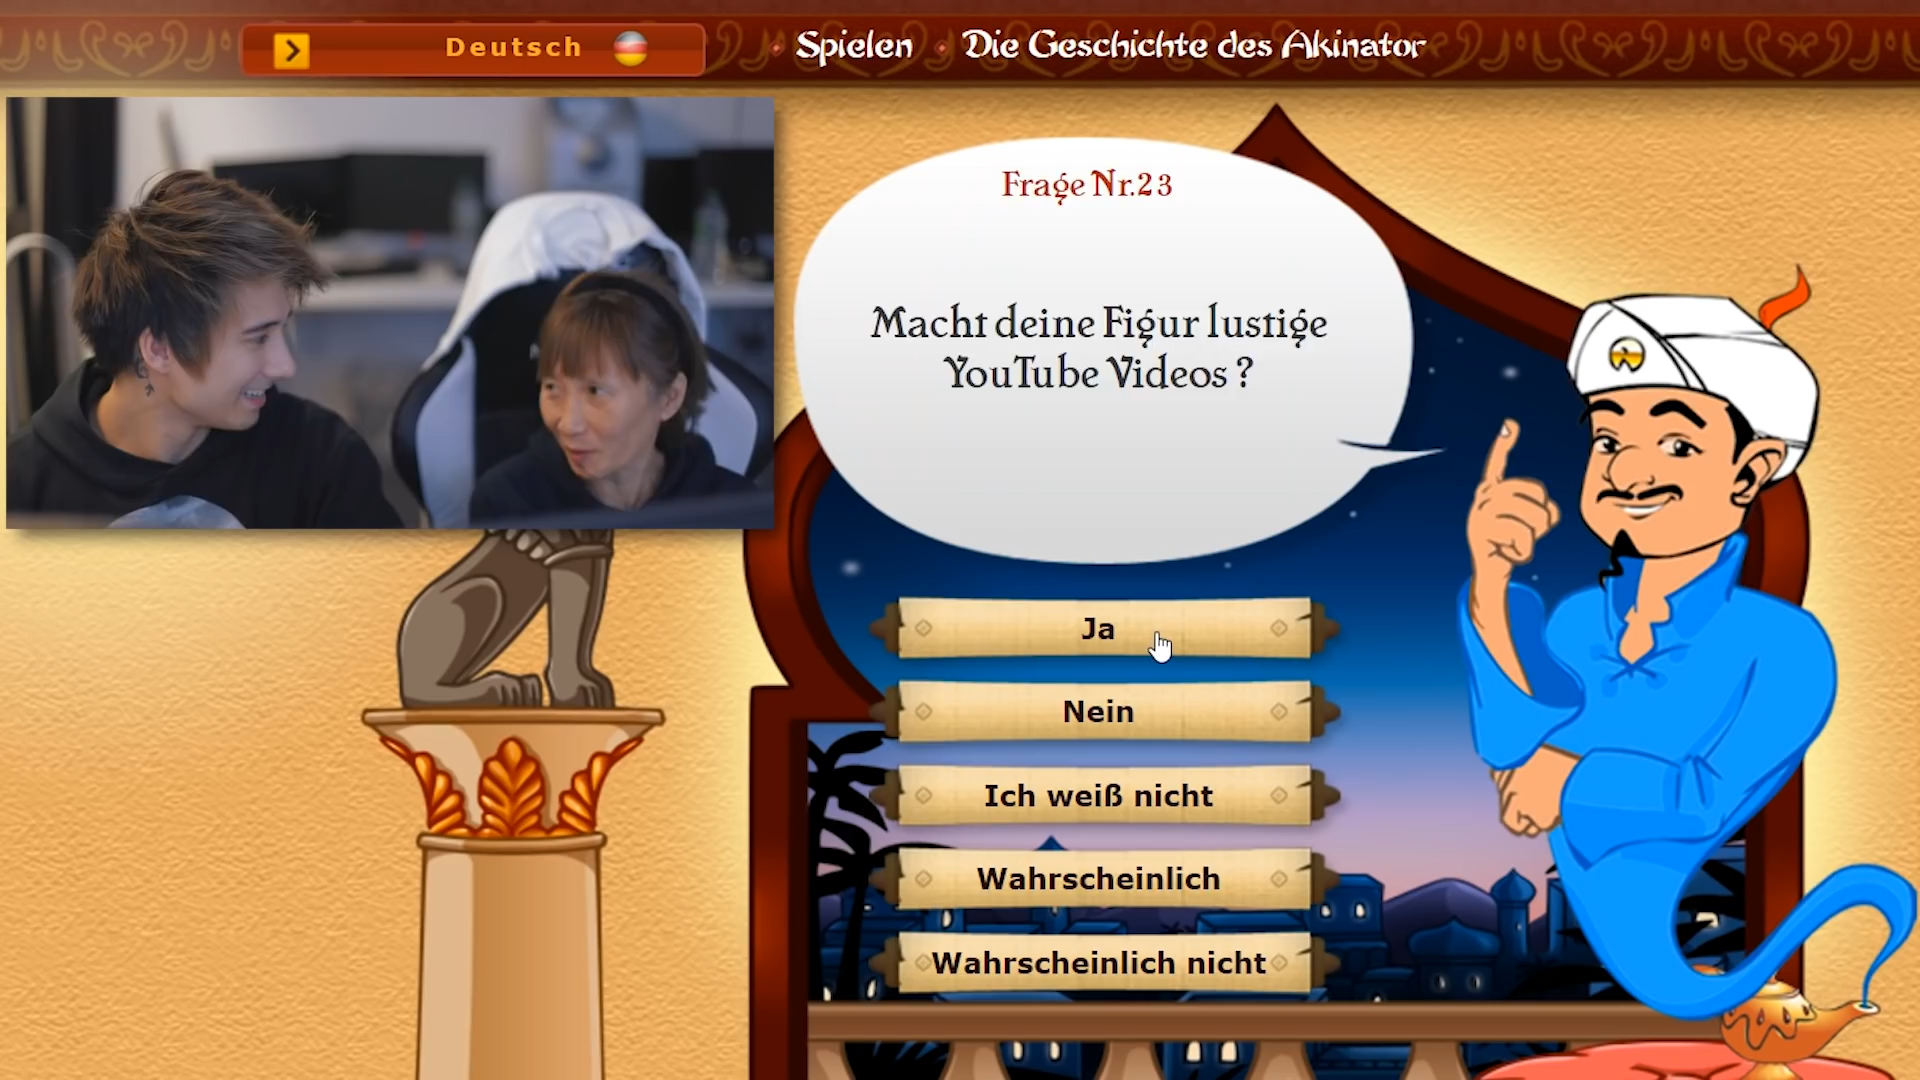 Deutsch
Spielen
Die Geschichte des Akinator
Frage Nr.23
Macht deine Figur lustige
YouTube Videos ?
Ja
Nein
Ich weiß nicht
Wahrscheinlich
Wahrscheinlich nicht